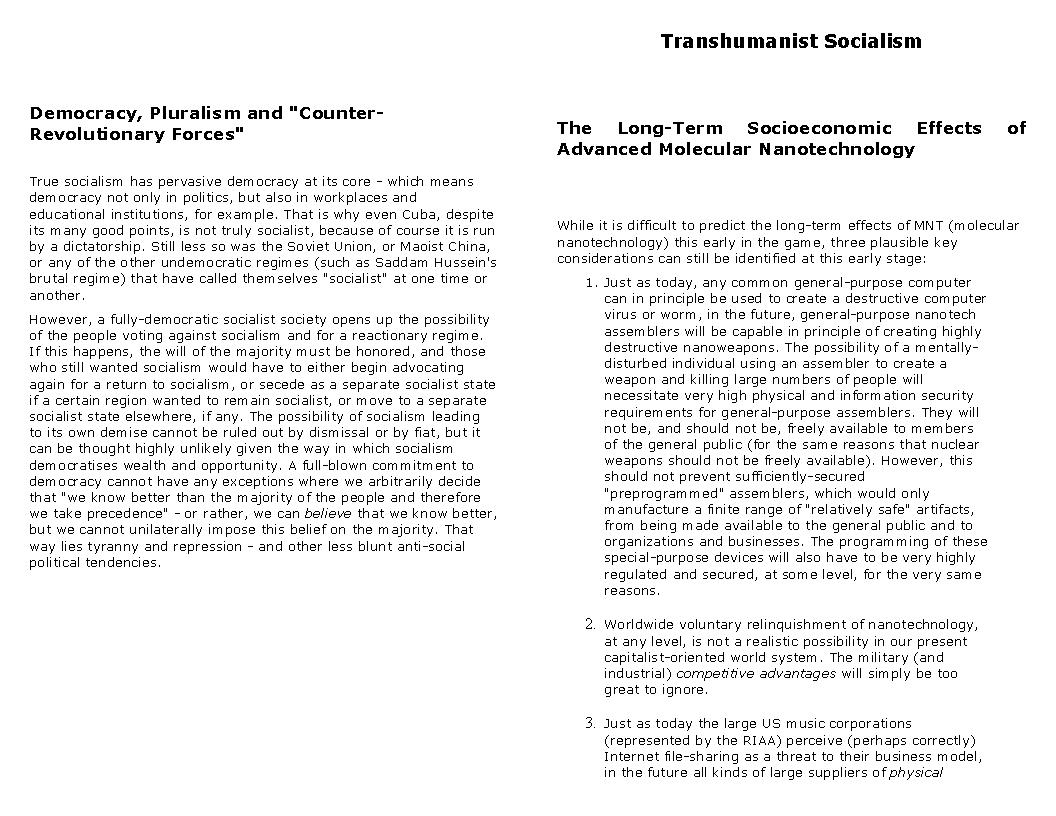 Democracy, Pluralism and "Counter-
Revolutionary Forces"
True socialism has pervasive democracy at its core – which means
democracy not only in politics, but also in workplaces and
educational institutions, for example. That is why even Cuba, despite
its many good points, is not truly socialist, because of course it is run
by a dictatorship. Still less so was the Soviet Union, or Maoist China,
or any of the other undemocratic regimes (such as Saddam Hussein's
brutal regime) that have called themselves "socialist" at one time or
another.
However, a fully-democratic socialist society opens up the possibility
of the people voting against socialism and for a reactionary regime.
If this happens, the will of the majority must be honored, and those
who still wanted socialism would have to either begin advocating
again for a return to socialism, or secede as a separate socialist state
if a certain region wanted to remain socialist, or move to a separate
socialist state elsewhere, if any. The possibility of socialism leading
to its own demise cannot be ruled out by dismissal or by fiat, but it
can be thought highly unlikely given the way in which socialism
democratises wealth and opportunity. A full-blown commitment to
democracy cannot have any exceptions where we arbitrarily decide
that "we know better than the majority of the people and therefore
we take precedence" – or rather, we can believe that we know better,
but we cannot unilaterally impose this belief on the majority. That
way lies tyranny and repression – and other less blunt anti-social
political tendencies.
Transhumanist Socialism
The Long-Term Socioeconomic Effects of
Advanced Molecular Nanotechnology
While it is difficult to predict the long-term effects of MNT (molecular
nanotechnology) this early in the game, three plausible key
considerations can still be identified at this early stage:
1. Just as today, any common general-purpose computer
can in principle be used to create a destructive computer
virus or worm, in the future, general-purpose nanotech
assemblers will be capable in principle of creating highly
destructive nanoweapons. The possibility of a mentally-
disturbed individual using an assembler to create a
weapon and killing large numbers of people will
necessitate very high physical and information security
requirements for general-purpose assemblers. They will
not be, and should not be, freely available to members
of the general public (for the same reasons that nuclear
weapons should not be freely available). However, this
should not prevent sufficiently-secured
"preprogrammed" assemblers, which would only
manufacture a finite range of "relatively safe" artifacts,
from being made available to the general public and to
organizations and businesses. The programming of these
special-purpose devices will also have to be very highly
regulated and secured, at some level, for the very same
reasons.
2. Worldwide voluntary relinquishment of nanotechnology,
at any level, is not a realistic possibility in our present
capitalist-oriented world system. The military (and
industrial) competitive advantages will simply be too
great to ignore.
3. Just as today the large US music corporations
(represented by the RIAA) perceive (perhaps correctly)
Internet file-sharing as a threat to their business model,
in the future all kinds of large suppliers of physical